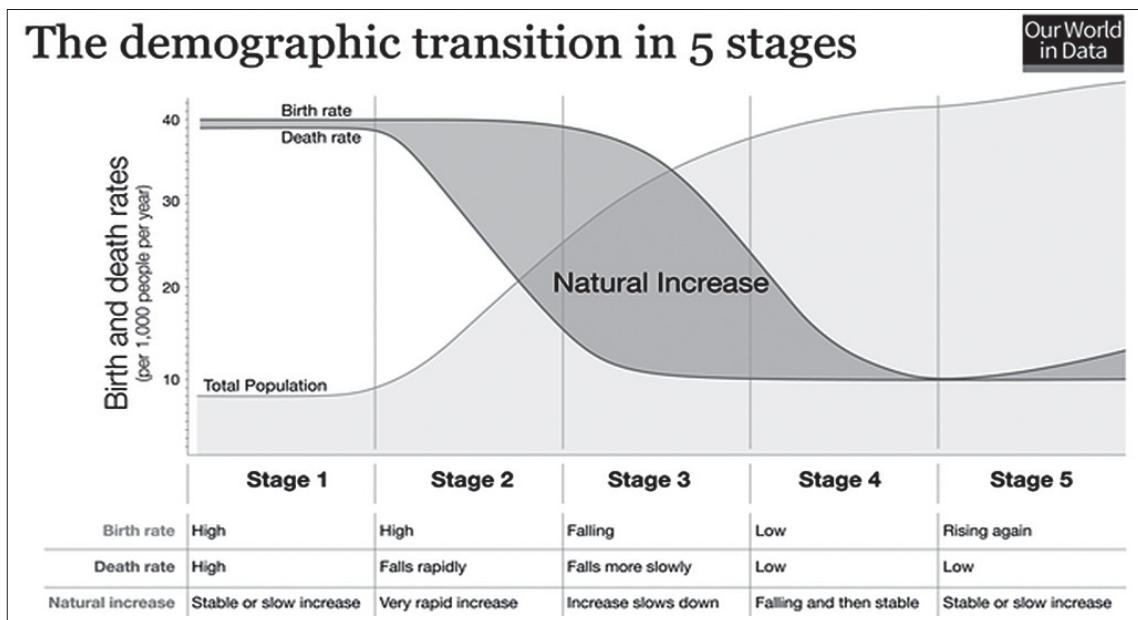 The demographic transition in 5 stages
Our World
in Data
Birth and death rates
(per 1,000 people per year)
40
30
20
10
Birth rate
Death rate
Natural Increase
Total Population
Stage 1 Stage 2 Stage 3 Stage 4 Stage 5
Birth rate High High Falling Low Rising again
Death rate High Falls rapidly Falls more slowly Low Low
Natural increase Stable or slow increase Very rapid increase Increase slows down Falling and then stable Stable or slow increase